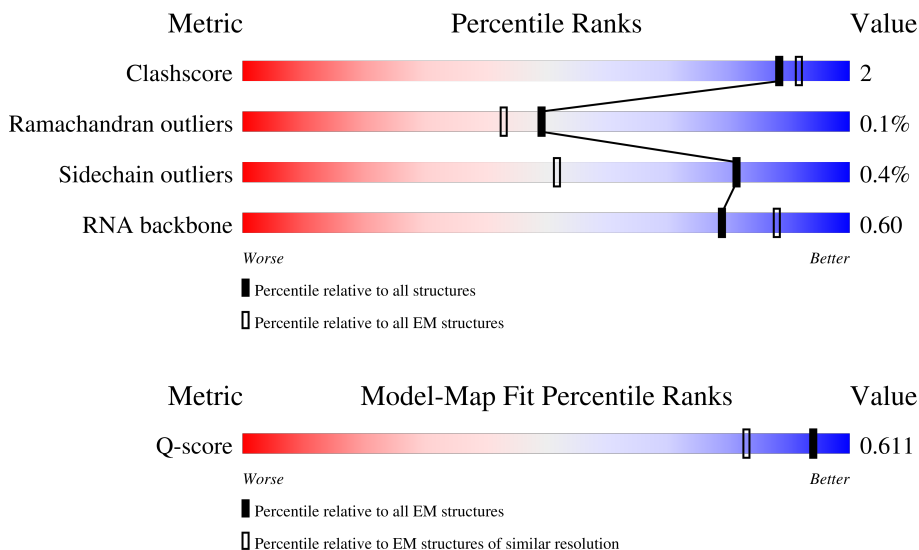 Metric Percentile Ranks Value
Clashscore 2
Ramachandran outliers 0.1%
Sidechain outliers 0.4%
RNA backbone 0.60
Worse Better
Percentile relative to all structures
Percentile relative to all EM structures
Metric Model-Map Fit Percentile Ranks Value
Q-score 0.611
Worse Better
Percentile relative to all EM structures
Percentile relative to EM structures of similar resolution